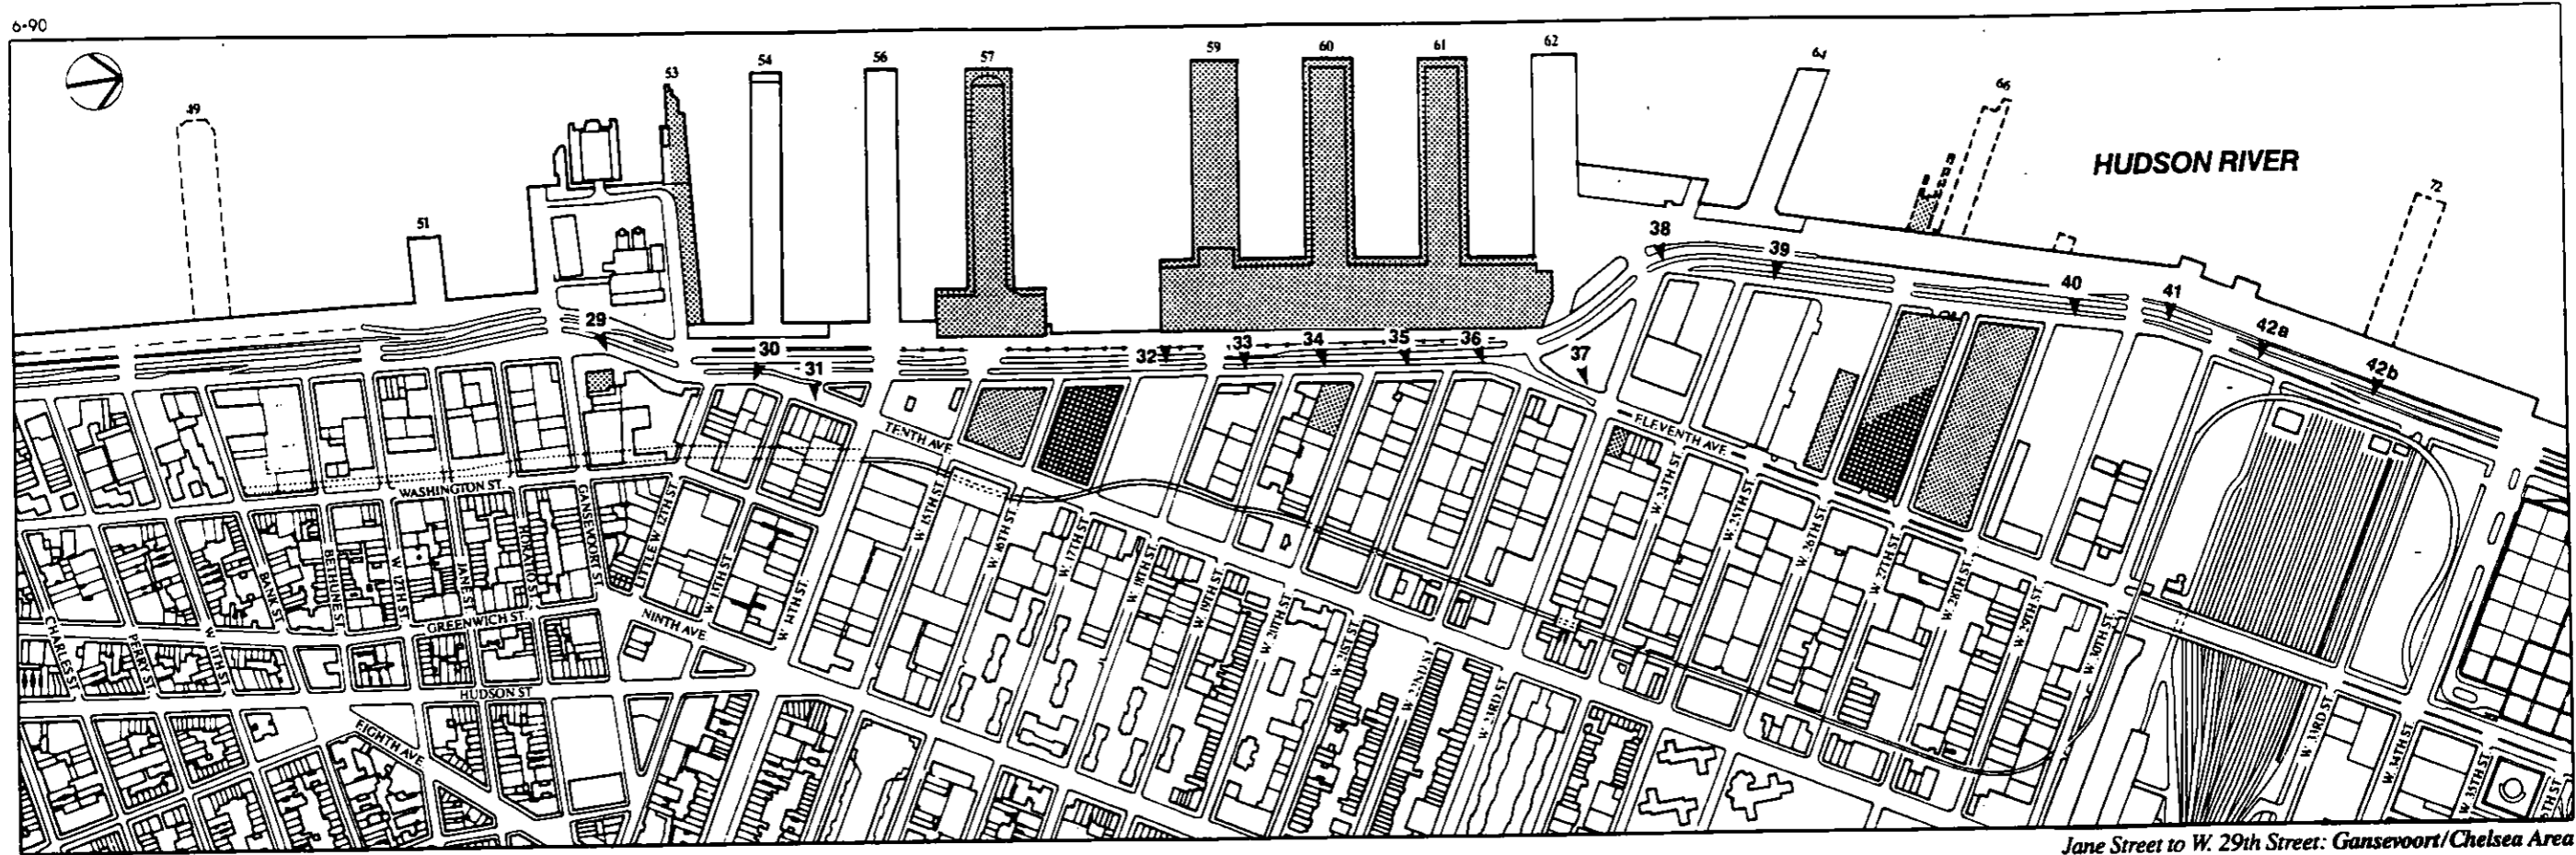 6-90
49
51
53
54
56
57
59
60
61
62
64
66
72
HUDSON RIVER
29
30
31
32
33
34
35
36
37
38
39
40
41
42a
42b
TENTH AVE.
ELEVENTH AVE.
WASHINGTON ST.
GREENWICH ST.
NINTH AVE.
HUDSON ST
EIGHTH AVE.
CHARLES ST.
PERRY ST.
W. 11TH ST.
BANK ST.
BETHUNE ST.
W. 12TH ST.
JANE ST.
HORATIO ST.
GANSEVOORT ST.
LITTLE W. 12TH ST.
W. 13TH ST.
W. 14TH ST.
W. 15TH ST.
W. 16TH ST.
W. 17TH ST.
W. 18TH ST.
W. 19TH ST.
W. 20TH ST.
W. 21ST ST.
W. 22ND ST.
W. 23RD ST.
W. 24TH ST.
W. 25TH ST.
W. 26TH ST.
W. 27TH ST.
W. 28TH ST.
W. 29TH ST.
W. 30TH ST.
W. 33RD ST.
W. 34TH ST.
W. 35TH ST.
Jane Street to W. 29th Street: Gansevoort/Chelsea Area